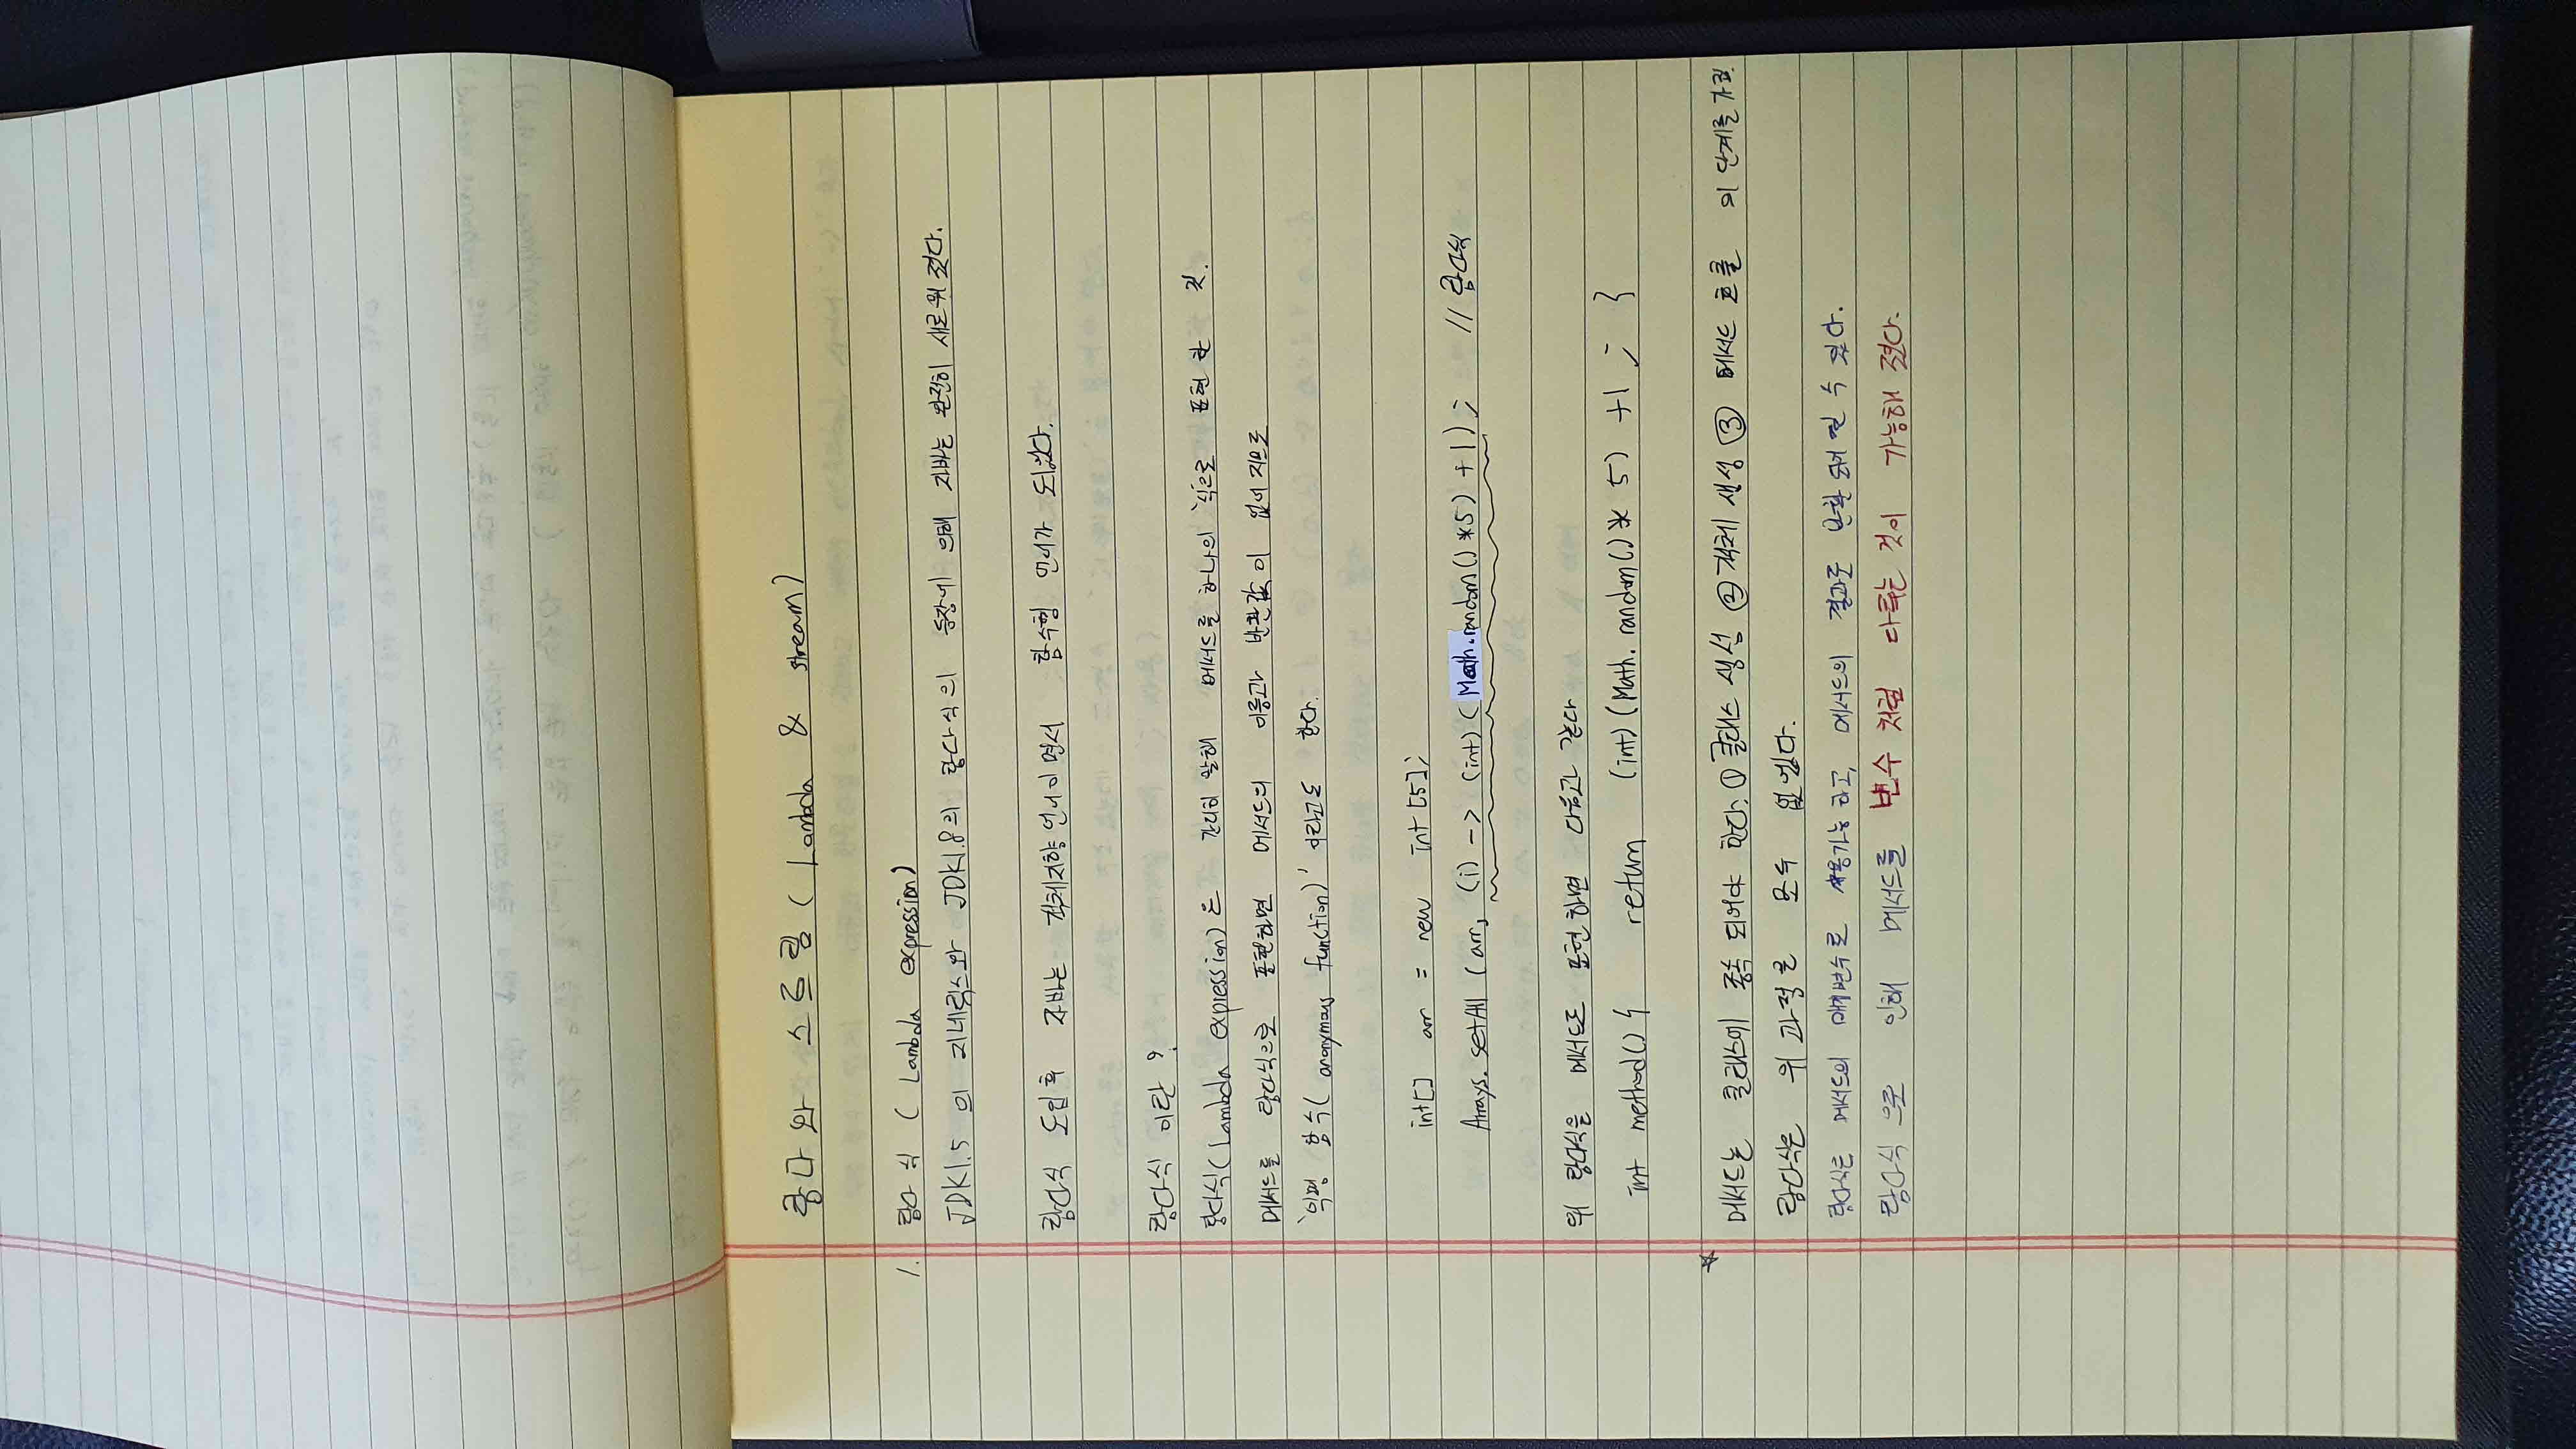 람다와 스트림 ( Lambda & stream )
1. 람다식 ( Lambda expression )
JDK1.5 의 지네릭스와 JDK1.8의 람다식의 등장에 의해 자바는 완전히 새로워 졌다.
람다식 도입 후 자바는 객체지향언어이면서 함수형 언어가 되었다.
람다식 이란 ?
람다식(Lambda expression)은 간단히 말해 메서드를 하나의 '식'으로 표현 한 것.
메서드를 람다식으로 표현하면 메서드의 이름과 반환값이 없어 지므로
'익명 함수( anonymous function)' 이라고도 한다.
int[] arr = new int [5];
Arrays. setAll (arr, (i) -> (int) ( Math.random() *5) +1) ; // 람다식
위 람다식을 메서드로 표현 하면 다음과 같다
int method() { return (int) (Math. random() * 5) +1 ; }
☆ 메서드는 클래스에 종속 되어야 한다. ① 클래스 생성 ② 객체 생성 ③ 메서드 호출 의 단계를
람다식은 위 과정을 모두 없앴다.
람다식은 메서드의 매개변수로 사용가능 하고, 메서드의 결과로 반환 되어 질 수 있다.
람다식 으로 인해 메서드를 변수 처럼 다루는 것이 가능해 졌다.